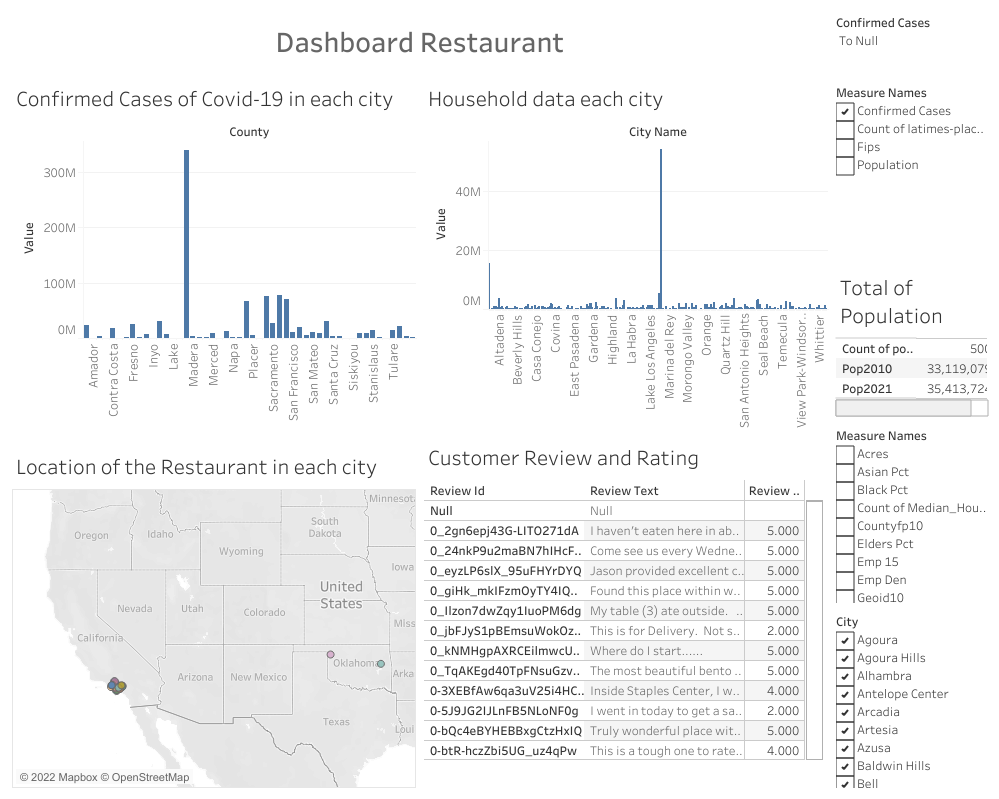 Dashboard Restaurant
Confirmed Cases
To Null
Confirmed Cases of Covid-19 in each city
Household data each city
Measure Names
Confirmed Cases
Count of latimes-plac..
Fips
Population
County
Value
300M
200M
100M
0M
Amador
Contra Costa
Fresno
Inyo
Lake
Madera
Merced
Napa
Placer
Sacramento
San Francisco
San Mateo
Santa Cruz
Siskiyou
Stanislaus
Tulare
City Name
Value
40M
20M
0M
Altadena
Beverly Hills
Casa Conejo
Covina
East Pasadena
Gardena
Highland
La Habra
Lake Los Angeles
Marina del Rey
Morongo Valley
Orange
Quartz Hill
San Antonio Heights
Seal Beach
Temecula
View Park-Windsor..
Whittier
Total of
Population
Count of po.. 500
Pop2010 33,119,079
Pop2021 35,413,724
Measure Names
Acres
Asian Pct
Black Pct
Count of Median_Hou..
Countyfp10
Elders Pct
Emp 15
Emp Den
Geoid10
City
Agoura
Agoura Hills
Alhambra
Antelope Center
Arcadia
Artesia
Azusa
Baldwin Hills
Bell
Location of the Restaurant in each city
Minnesot
Oregon
Idaho
South
Dakota
Wyoming
Iowa
United
States
Nevada
Utah
Colorado
Miss
California
Oklahoma
Arka
Arizona
New Mexico
Texas
Loui
© 2022 Mapbox © OpenStreetMap
Customer Review and Rating
Review Id Review Text Review ..
Null Null
0_2gn6epj43G-LITO271dA I haven't eaten here in ab.. 5.000
0_24nkP9u2maBN7hIHcF.. Come see us every Wedne.. 5.000
0_eyzLP6sIX_95uFHYrDYQ Jason provided excellent c.. 5.000
0_giHk_mkIFzmOyTY4IQ.. Found this place within w.. 5.000
0_IIzon7dwZqy1IuoPM6dg My table (3) ate outside. .. 5.000
0_jbFJyS1pBEmsuWokOz.. This is for Delivery. Not s.. 2.000
0_kNMHgpAXRCEilmwcU.. Where do I start...... 5.000
0_TqAKEgd40TpFNsuGzv.. The most beautiful bento .. 5.000
0-3XEBfAw6qa3uV25i4HC.. Inside Staples Center, I w.. 4.000
0-5J9JG2IJLnFB5NLoNF0g I went in today to get a sa.. 2.000
0-bQc4eBYHEBBxgCtzHxIQ Truly wonderful place wit.. 5.000
0-btR-hczZbi5UG_uz4qPw This is a tough one to rate.. 4.000